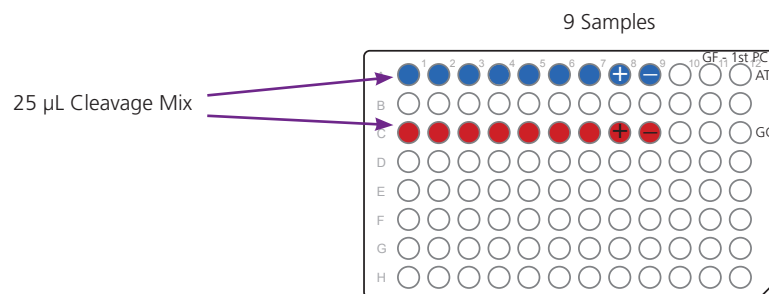 9 Samples
1 2 3 4 5 6 7 8 9 10 11 12
GF - 1st PC
+ − AT
25 µL Cleavage Mix
B
C + − GC
D
E
F
G
H